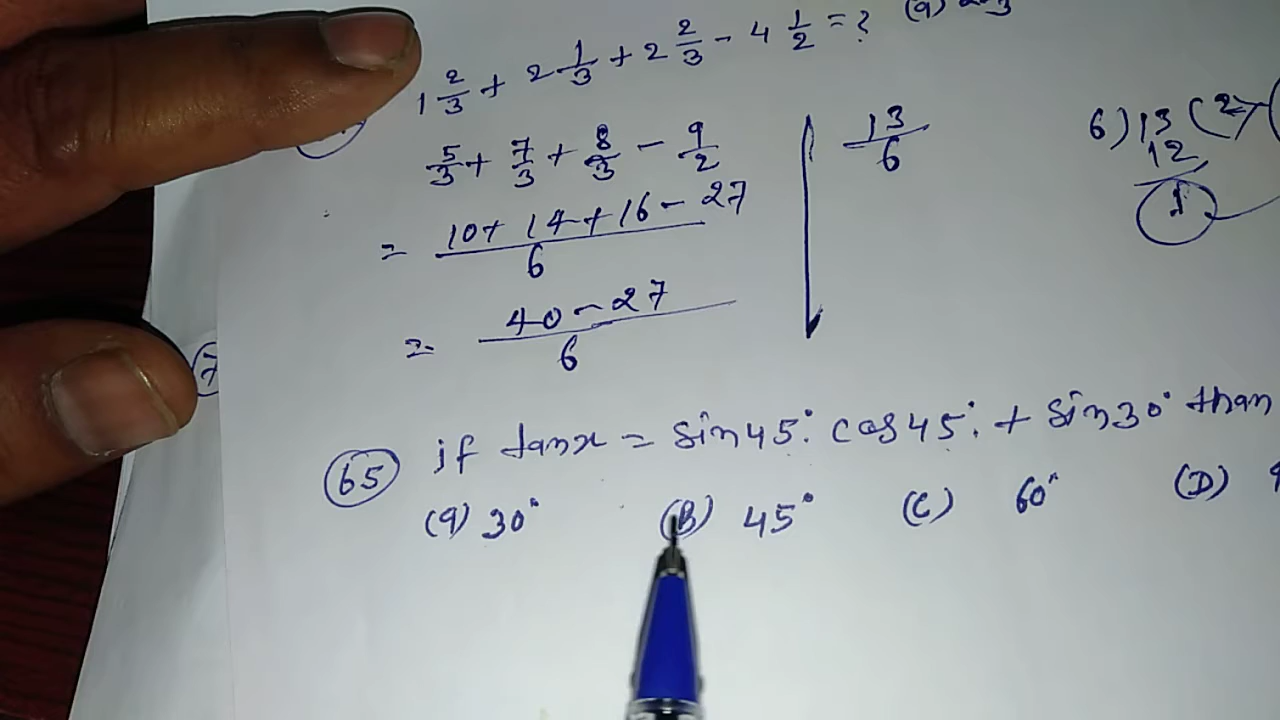 1 2/3 + 2 1/3 + 2 2/3 - 4 1/2 = ?
5/3 + 7/3 + 8/3 - 9/2
= 10+ 14+16-27 / 6
= 40-27 / 6
13/6
6)13(2
12
1
7
65 if tanx = sin45°. cos45°. + sin30° than
(a) 30° (B) 45° (C) 60° (D)